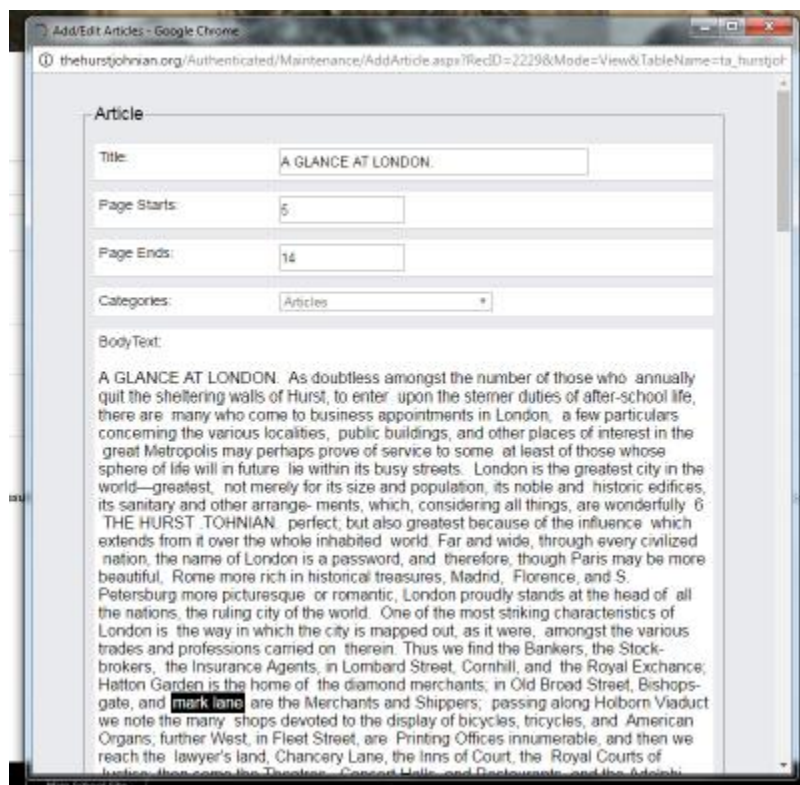 Add/Edit Articles - Google Chrome
thehurstjohnian.org/Authenticated/Maintenance/AddArticle.aspx?RecID=2229&Mode=View&TableName=ta_hurstjoh
Article
Title: A GLANCE AT LONDON.
Page Starts: 5
Page Ends: 14
Categories: Articles
BodyText:
A GLANCE AT LONDON. As doubtless amongst the number of those who annually
quit the sheltering walls of Hurst, to enter upon the sterner duties of after-school life,
there are many who come to business appointments in London, a few particulars
concerning the various localities, public buildings, and other places of interest in the
great Metropolis may perhaps prove of service to some at least of those whose
sphere of life will in future lie within its busy streets. London is the greatest city in the
world—greatest, not merely for its size and population, its noble and historic edifices,
its sanitary and other arrange- ments, which, considering all things, are wonderfully 6
THE HURST .TOHNIAN. perfect; but also greatest because of the influence which
extends from it over the whole inhabited world. Far and wide, through every civilized
nation, the name of London is a password, and therefore, though Paris may be more
beautiful, Rome more rich in historical treasures, Madrid, Florence, and S.
Petersburg more picturesque or romantic, London proudly stands at the head of all
the nations, the ruling city of the world. One of the most striking characteristics of
London is the way in which the city is mapped out, as it were, amongst the various
trades and professions carried on therein. Thus we find the Bankers, the Stock-
brokers, the Insurance Agents, in Lombard Street, Cornhill, and the Royal Exchange;
Hatton Garden is the home of the diamond merchants; in Old Broad Street, Bishops-
gate, and mark lane are the Merchants and Shippers; passing along Holborn Viaduct
we note the many shops devoted to the display of bicycles, tricycles, and American
Organs; further West, in Fleet Street, are Printing Offices innumerable, and then we
reach the lawyer's land, Chancery Lane, the Inns of Court, the Royal Courts of
Justice; then come the Theatres, Concert Halls, and Restaurants, and the Adelphi